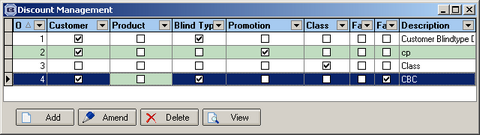 Discount Management
O Customer Product Blind Typ Promotion Class Fa Fa Description
1 Customer Blindtype D
2 cp
3 Class
4 CBC
Add Amend Delete View